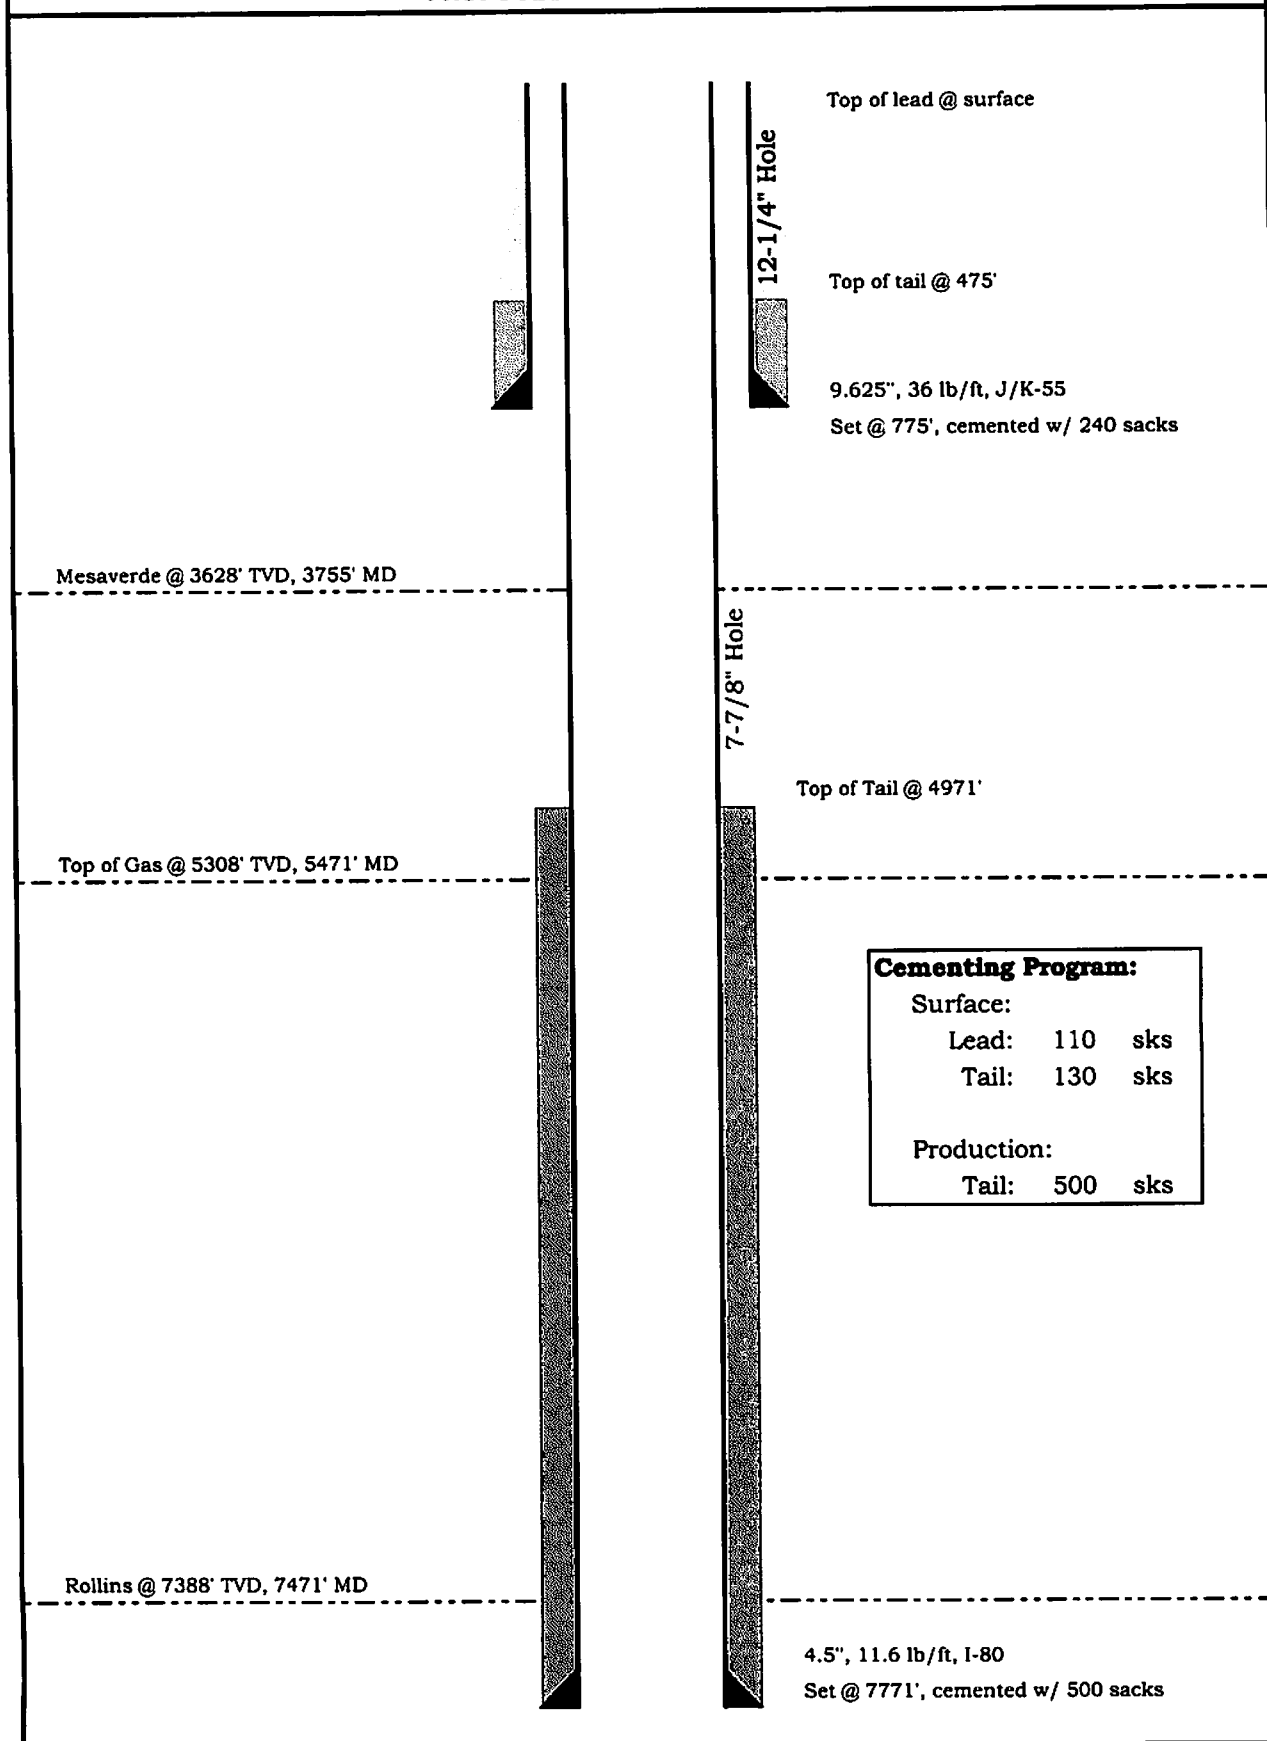 Top of lead @ surface
12-1/4" Hole
Top of tail @ 475'
9.625", 36 lb/ft, J/K-55
Set @ 775', cemented w/ 240 sacks
Mesaverde @ 3628' TVD, 3755' MD
7-7/8" Hole
Top of Tail @ 4971'
Top of Gas @ 5308' TVD, 5471' MD
Cementing Program:
Surface:
Lead: 110 sks
Tail: 130 sks
Production:
Tail: 500 sks
Rollins @ 7388' TVD, 7471' MD
4.5", 11.6 lb/ft, I-80
Set @ 7771', cemented w/ 500 sacks